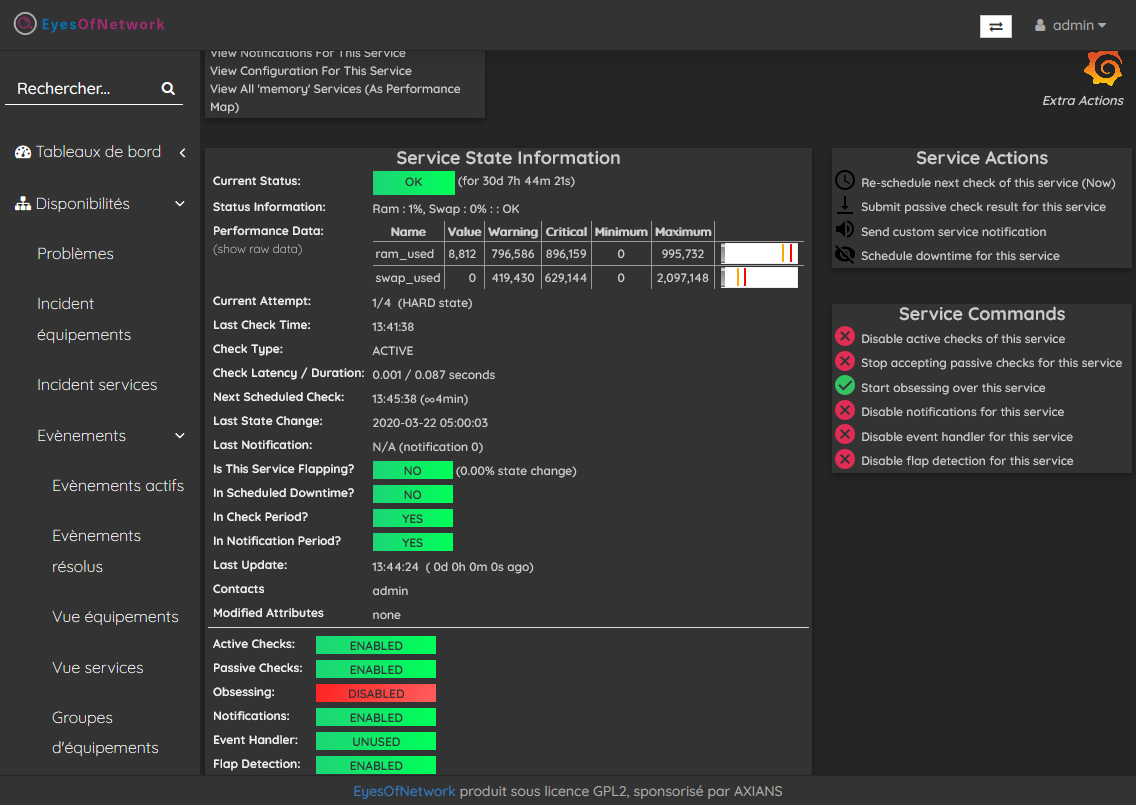 EyesOfNetwork
admin
Rechercher...
Tableaux de bord
Disponibilités
Problèmes
Incident
équipements
Incident services
Evènements
Evènements actifs
Evènements
résolus
Vue équipements
Vue services
Groupes
d'équipements
View Notifications For This Service
View Configuration For This Service
View All 'memory' Services (As Performance
Map)
Extra Actions
Service State Information
Current Status: OK (for 30d 7h 44m 21s)
Status Information: Ram : 1%, Swap : 0% : : OK
Performance Data:
(show raw data)
Name Value Warning Critical Minimum Maximum
ram_used 8,812 796,586 896,159 0 995,732
swap_used 0 419,430 629,144 0 2,097,148
Current Attempt: 1/4 (HARD state)
Last Check Time: 13:41:38
Check Type: ACTIVE
Check Latency / Duration: 0.001 / 0.087 seconds
Next Scheduled Check: 13:45:38 (∞4min)
Last State Change: 2020-03-22 05:00:03
Last Notification: N/A (notification 0)
Is This Service Flapping? NO (0.00% state change)
In Scheduled Downtime? NO
In Check Period? YES
In Notification Period? YES
Last Update: 13:44:24 ( 0d 0h 0m 0s ago)
Contacts admin
Modified Attributes none
Active Checks: ENABLED
Passive Checks: ENABLED
Obsessing: DISABLED
Notifications: ENABLED
Event Handler: UNUSED
Flap Detection: ENABLED
Service Actions
Re-schedule next check of this service (Now)
Submit passive check result for this service
Send custom service notification
Schedule downtime for this service
Service Commands
Disable active checks of this service
Stop accepting passive checks for this service
Start obsessing over this service
Disable notifications for this service
Disable event handler for this service
Disable flap detection for this service
EyesOfNetwork produit sous licence GPL2, sponsorisé par AXIANS